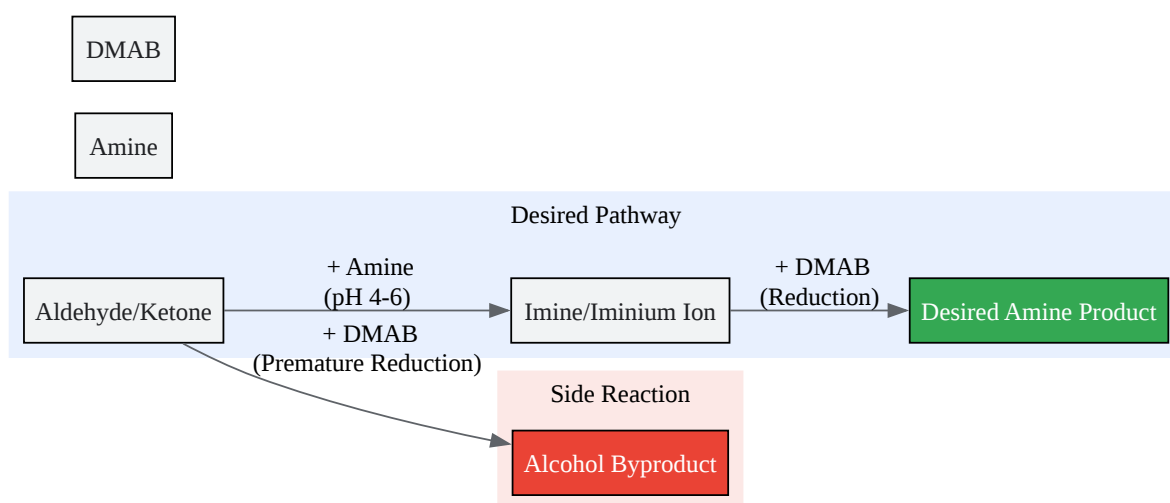 DMAB
Amine
Desired Pathway
+ Amine
(pH 4-6)
+ DMAB
(Reduction)
Aldehyde/Ketone
Imine/Iminium Ion
Desired Amine Product
+ DMAB
(Premature Reduction)
Side Reaction
Alcohol Byproduct